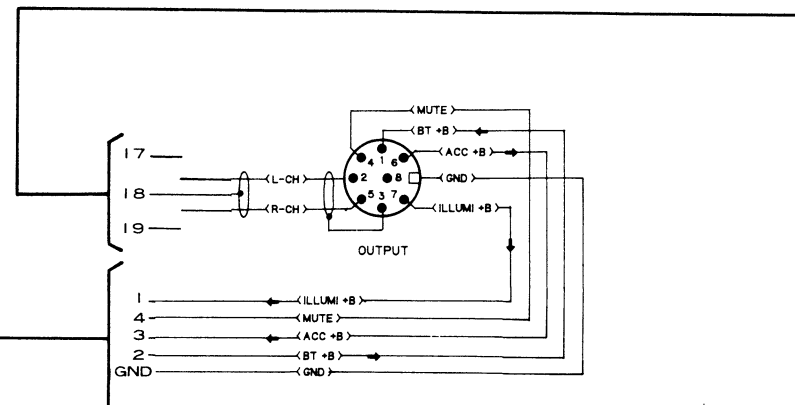 ⟨MUTE⟩
⟨BT +B⟩
17
4 1 6
⟨ACC +B⟩
⟨L-CH⟩
2 8
⟨GND⟩
18
5 3 7
⟨R-CH⟩
⟨ILLUMI +B⟩
19
OUTPUT
1 ⟨ILLUMI +B⟩
4 ⟨MUTE⟩
3 ⟨ACC +B⟩
2 ⟨BT +B⟩
GND ⟨GND⟩